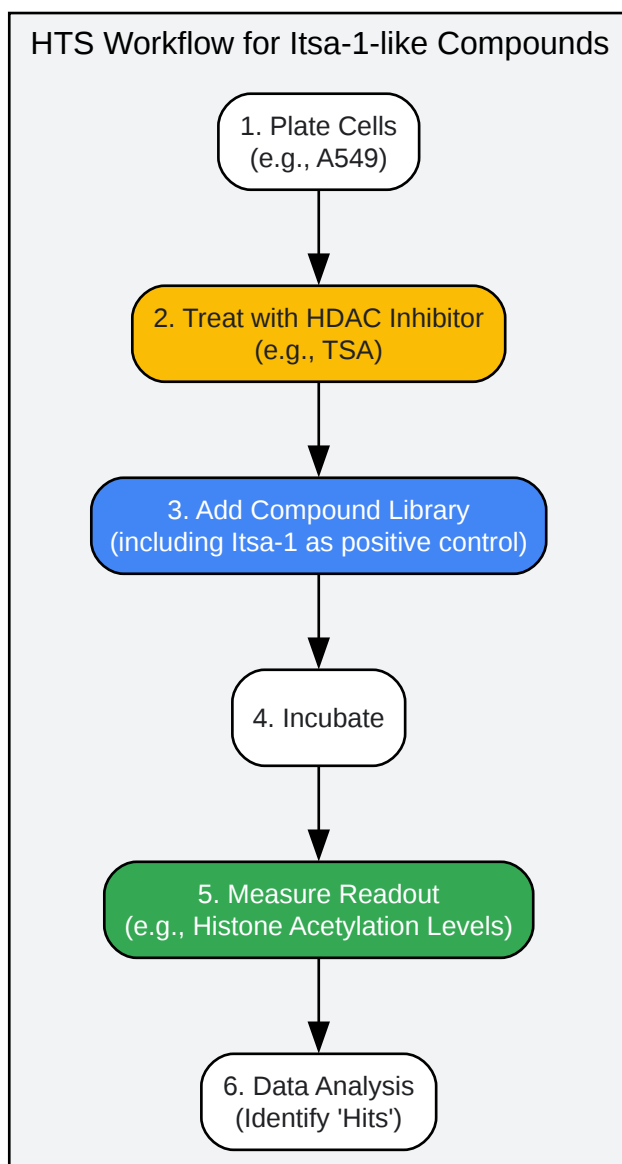 HTS Workflow for Itsa-1-like Compounds
1. Plate Cells
(e.g., A549)
2. Treat with HDAC Inhibitor
(e.g., TSA)
3. Add Compound Library
(including Itsa-1 as positive control)
4. Incubate
5. Measure Readout
(e.g., Histone Acetylation Levels)
6. Data Analysis
(Identify 'Hits')